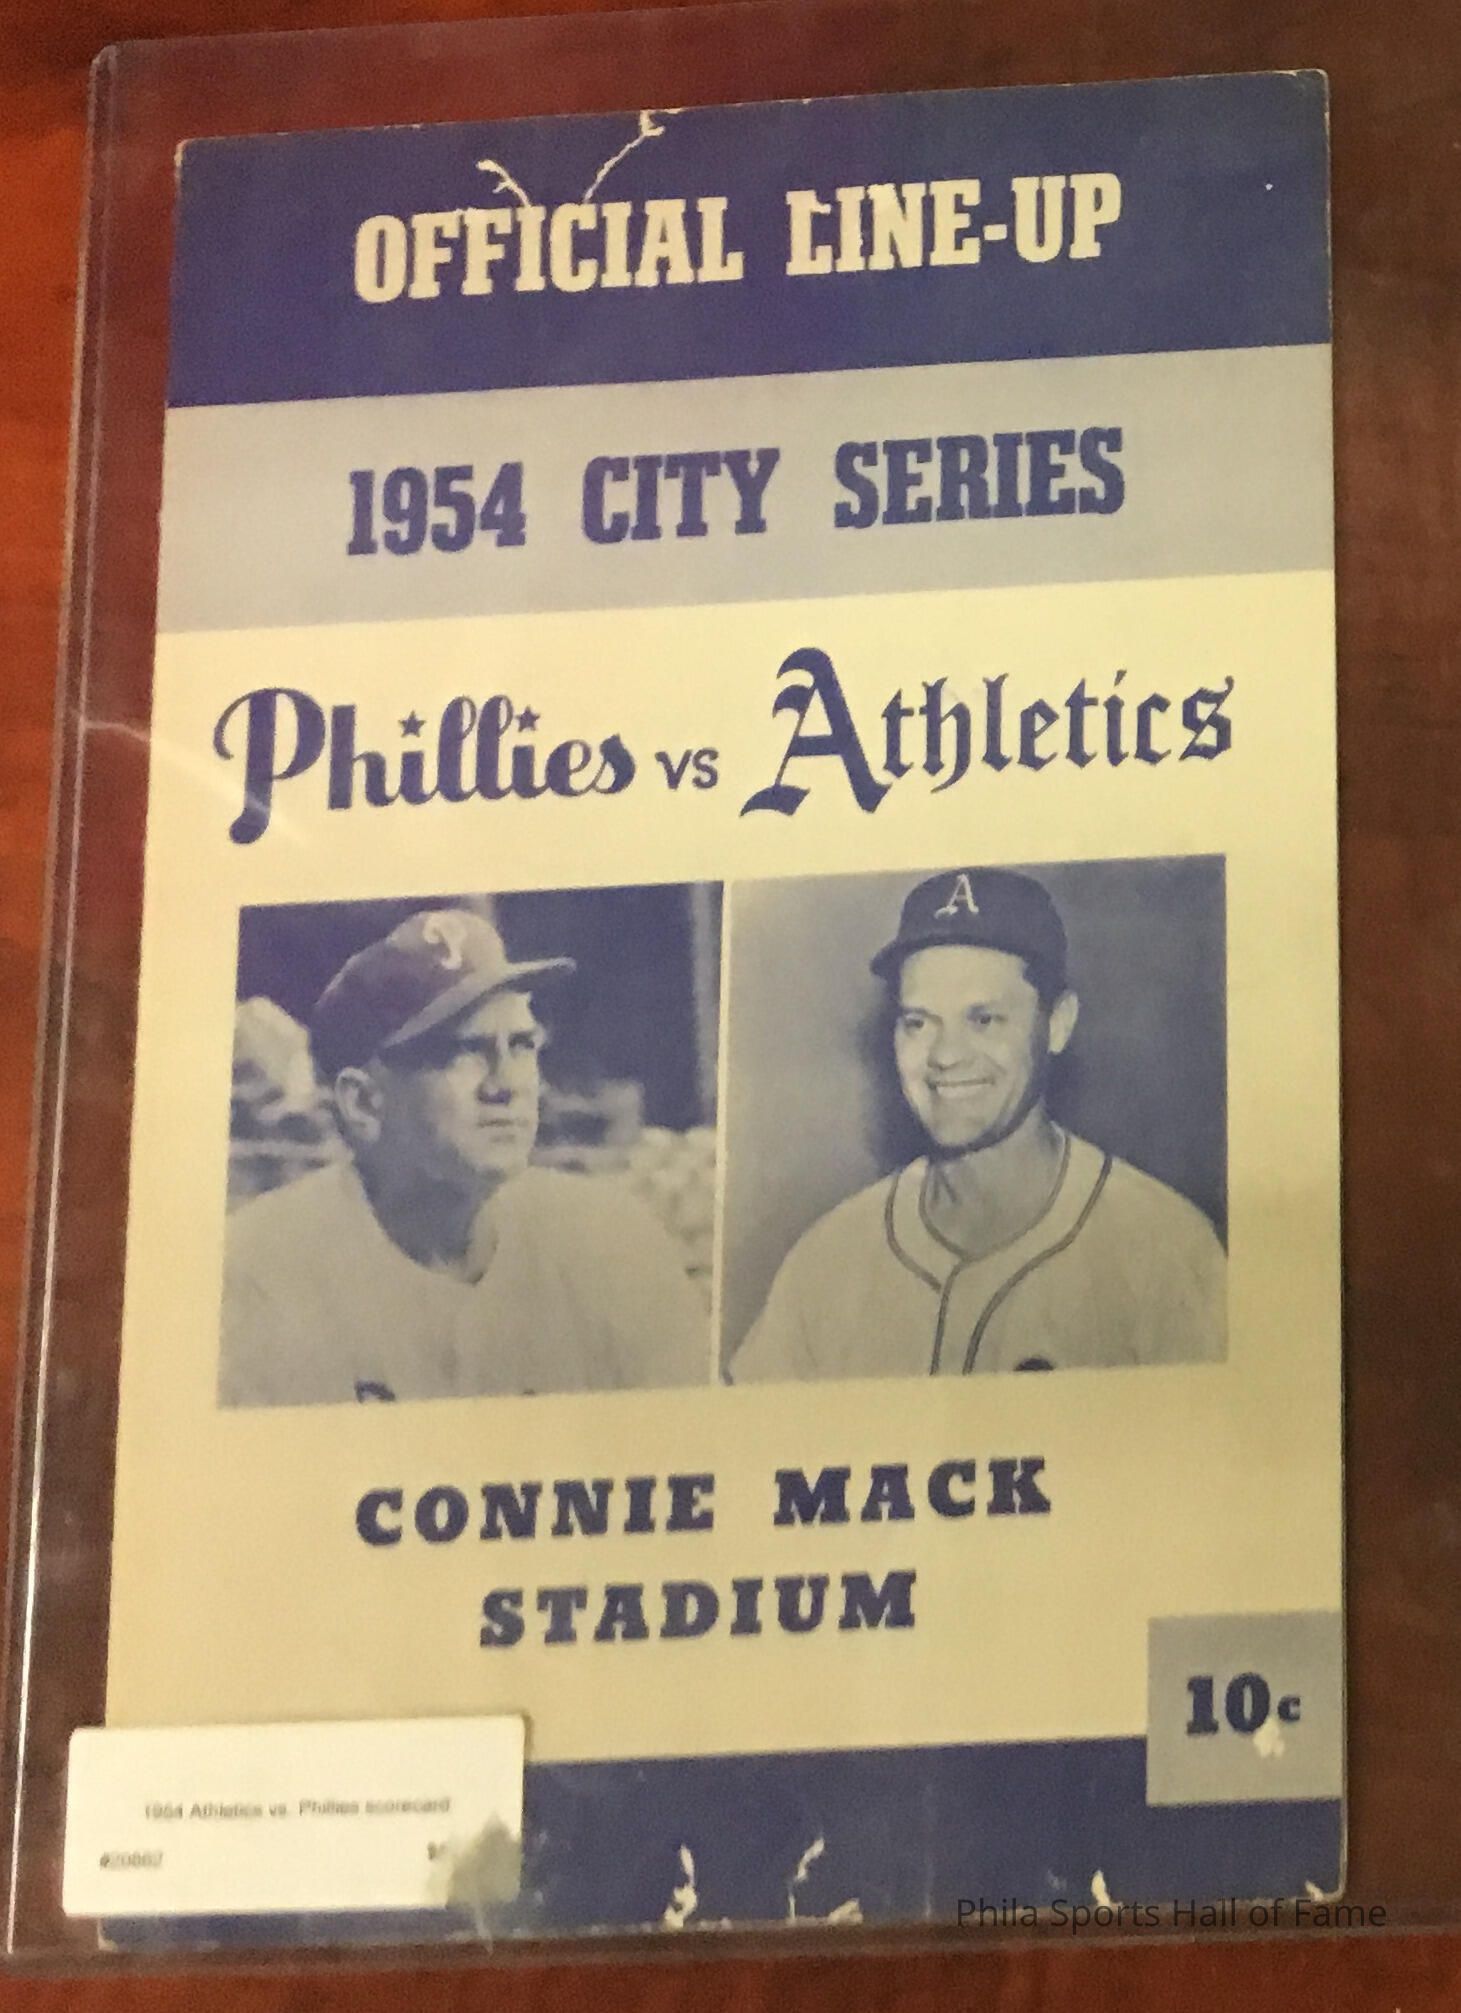 OFFICIAL LINE-UP
1954 CITY SERIES
Phillies vs Athletics
P
A
CONNIE MACK
STADIUM
10c
1954 Athletics vs. Phillies scorecard
Phila Sports Hall of Fame